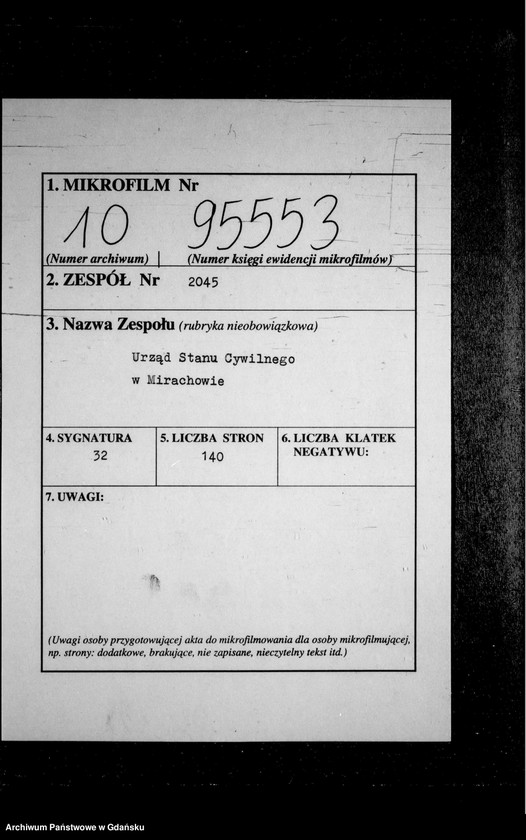 1. MIKROFILM Nr
10 95553
(Numer archiwum) (Numer księgi ewidencji mikrofilmów)
2. ZESPÓŁ Nr 2045
3. Nazwa Zespołu (rubryka nieobowiązkowa)
Urząd Stanu Cywilnego
w Mirachowie
4. SYGNATURA 5. LICZBA STRON 6. LICZBA KLATEK
NEGATYWU:
32 140
7. UWAGI:
(Uwagi osoby przygotowującej akta do mikrofilmowania dla osoby mikrofilmującej,
np. strony: dodatkowe, brakujące, nie zapisane, nieczytelny tekst itd.)
Archiwum Państwowe w Gdańsku